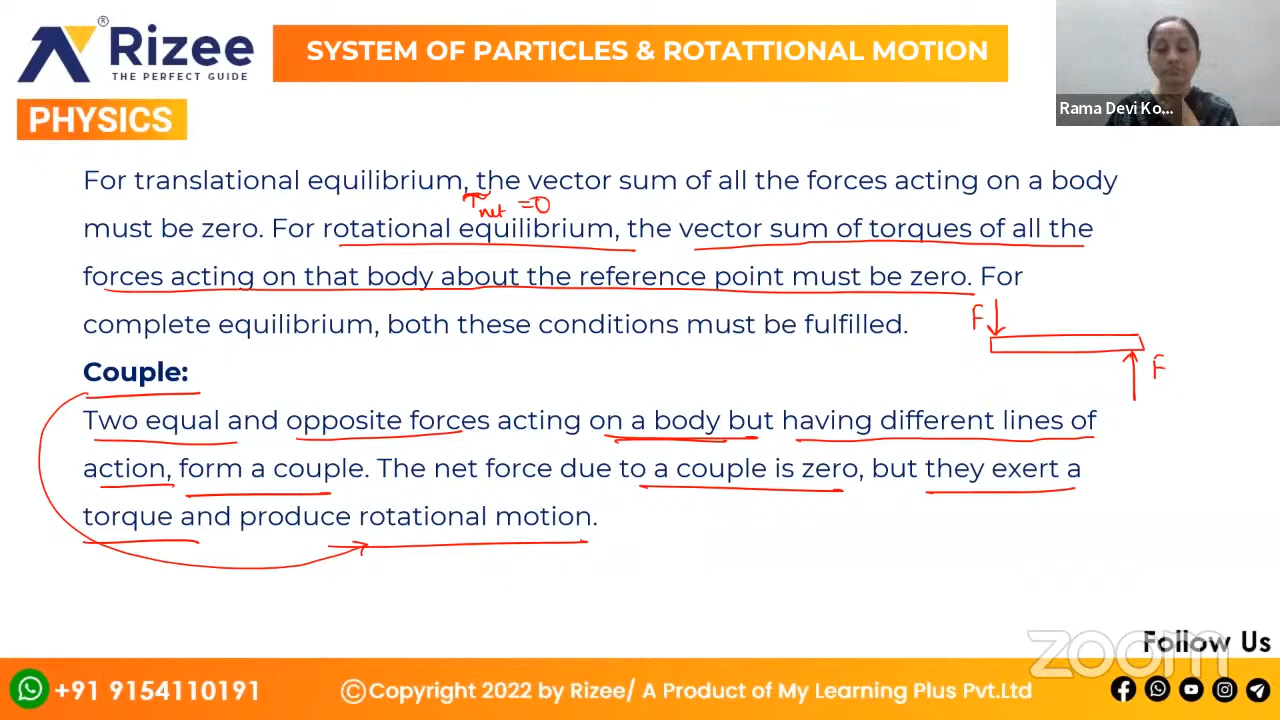 Rizee®
THE PERFECT GUIDE
SYSTEM OF PARTICLES & ROTATTIONAL MOTION
Rama Devi Ko...
PHYSICS
For translational equilibrium, the vector sum of all the forces acting on a body
τnet = 0
must be zero. For rotational equilibrium, the vector sum of torques of all the
forces acting on that body about the reference point must be zero. For
complete equilibrium, both these conditions must be fulfilled.
F
F
Couple:
Two equal and opposite forces acting on a body but having different lines of
action, form a couple. The net force due to a couple is zero, but they exert a
torque and produce rotational motion.
zoom
Follow Us
+91 9154110191
©Copyright 2022 by Rizee/ A Product of My Learning Plus Pvt.Ltd